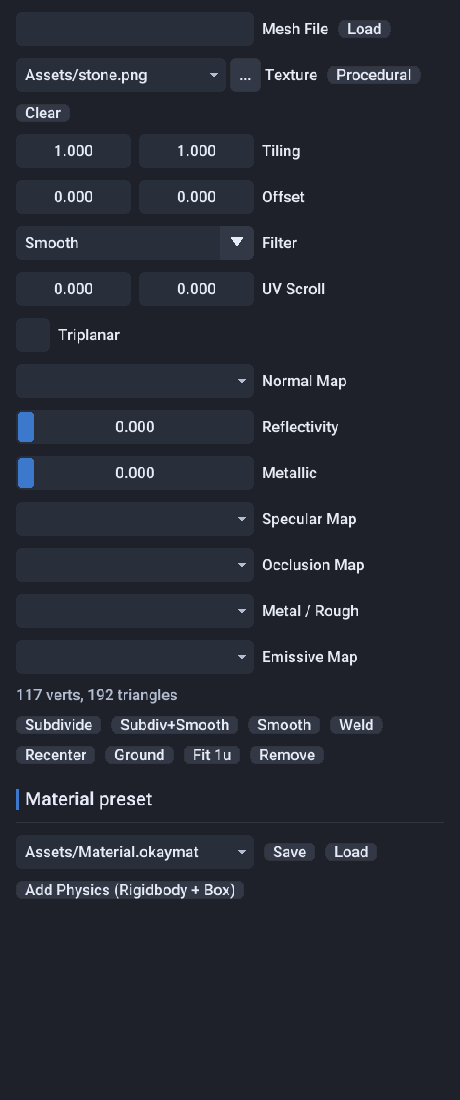 Mesh File Load
Assets/stone.png ... Texture Procedural
Clear
1.000 1.000 Tiling
0.000 0.000 Offset
Smooth Filter
0.000 0.000 UV Scroll
Triplanar
Normal Map
0.000 Reflectivity
0.000 Metallic
Specular Map
Occlusion Map
Metal / Rough
Emissive Map
117 verts, 192 triangles
Subdivide Subdiv+Smooth Smooth Weld
Recenter Ground Fit 1u Remove
Material preset
Assets/Material.okaymat Save Load
Add Physics (Rigidbody + Box)